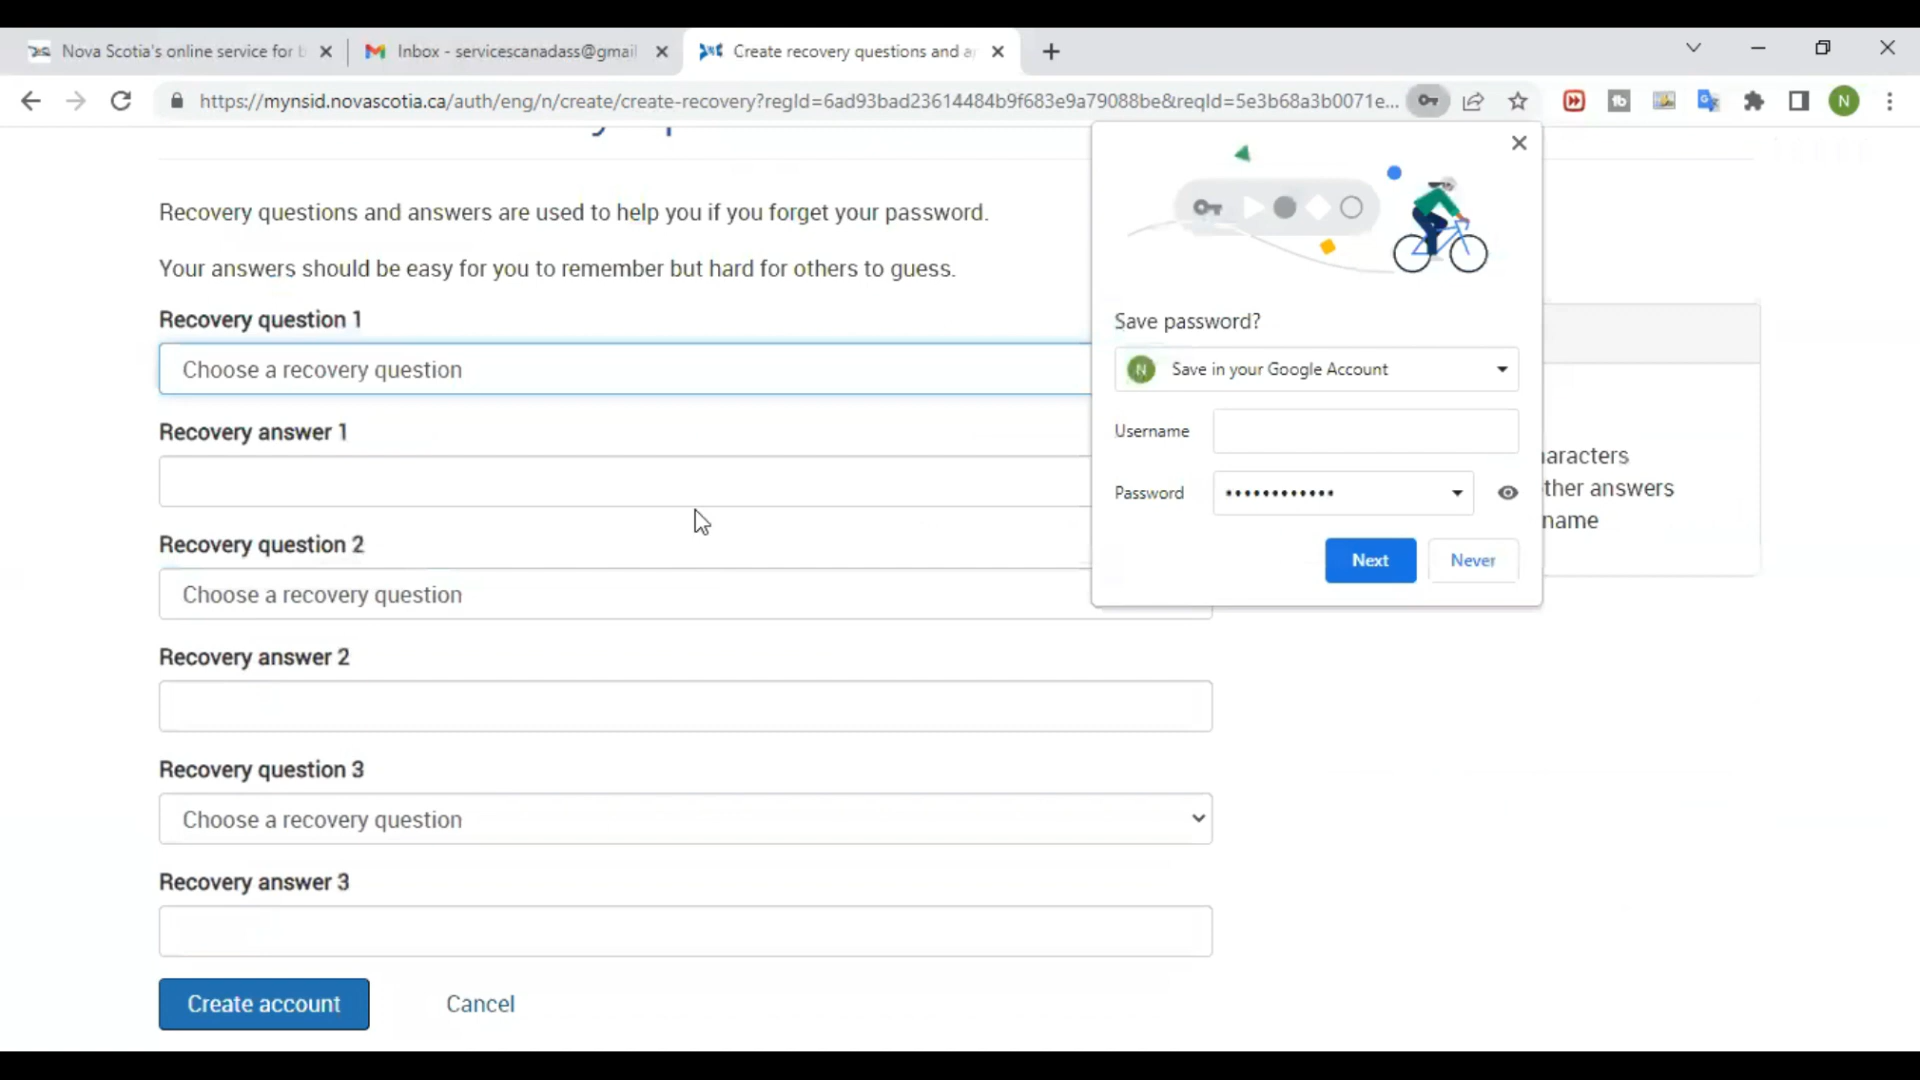 Nova Scotia's online service for b
Inbox - servicescanadass@gmail
Create recovery questions and a
https://mynsid.novascotia.ca/auth/eng/n/create/create-recovery?regId=6ad93bad23614484b9f683e9a79088be&reqId=5e3b68a3b0071e...
N
Recovery questions and answers are used to help you if you forget your password.
Your answers should be easy for you to remember but hard for others to guess.
Recovery question 1
Choose a recovery question
Recovery answer 1
Recovery question 2
Choose a recovery question
Recovery answer 2
Recovery question 3
Choose a recovery question
Recovery answer 3
Create account
Cancel
Save password?
N Save in your Google Account
Username
Password ••••••••••••
Next Never
aracters
ther answers
name